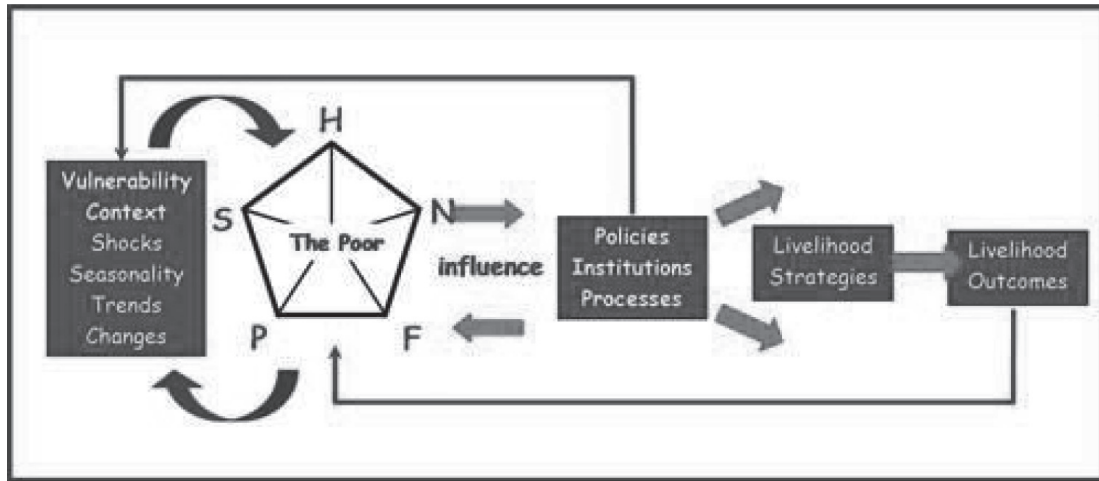 Vulnerability
Context
Shocks
Seasonality
Trends
Changes
H
S
N
The Poor
P
F
influence
Policies
Institutions
Processes
Livelihood
Strategies
Livelihood
Outcomes